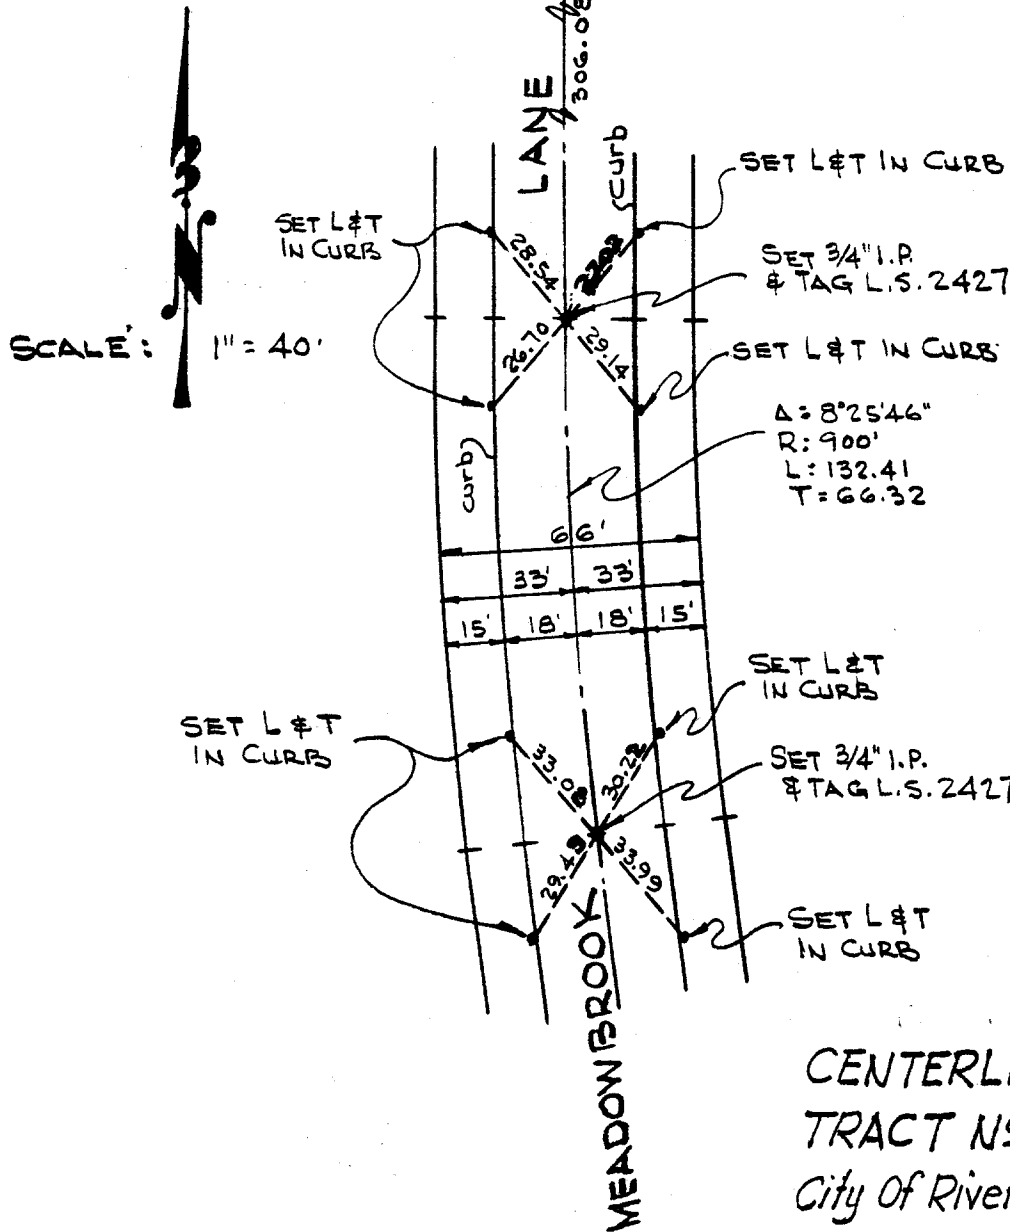 306.08
LANE
curb
SET L&T IN CURB
SET L&T
IN CURB
28.54
SET 3/4" I.P.
& TAG L.S. 2427
SCALE: 1" = 40'
26.70
29.14
SET L&T IN CURB
Δ: 8°25'46"
R: 900'
L: 132.41
T = 66.32
curb
66'
33' 33'
15' 18' 18' 15'
SET L&T
IN CURB
SET L&T
IN CURB
33.08
30.22
SET 3/4" I.P.
& TAG L.S. 2427
33.99
SET L&T
IN CURB
MEADOWBROOK
CENTERL
TRACT No
City Of River